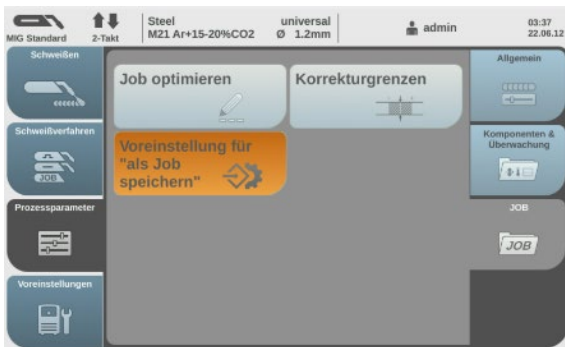 MIG Standard
2-Takt
Steel universal
M21 Ar+15-20%CO2 Ø 1.2mm
admin
03:37
22.06.12
Schweißen
Schweißverfahren
JOB
Prozessparameter
Voreinstellungen
Job optimieren
Korrekturgrenzen
Voreinstellung für
"als Job
speichern"
Allgemein
Komponenten &
Überwachung
JOB
JOB